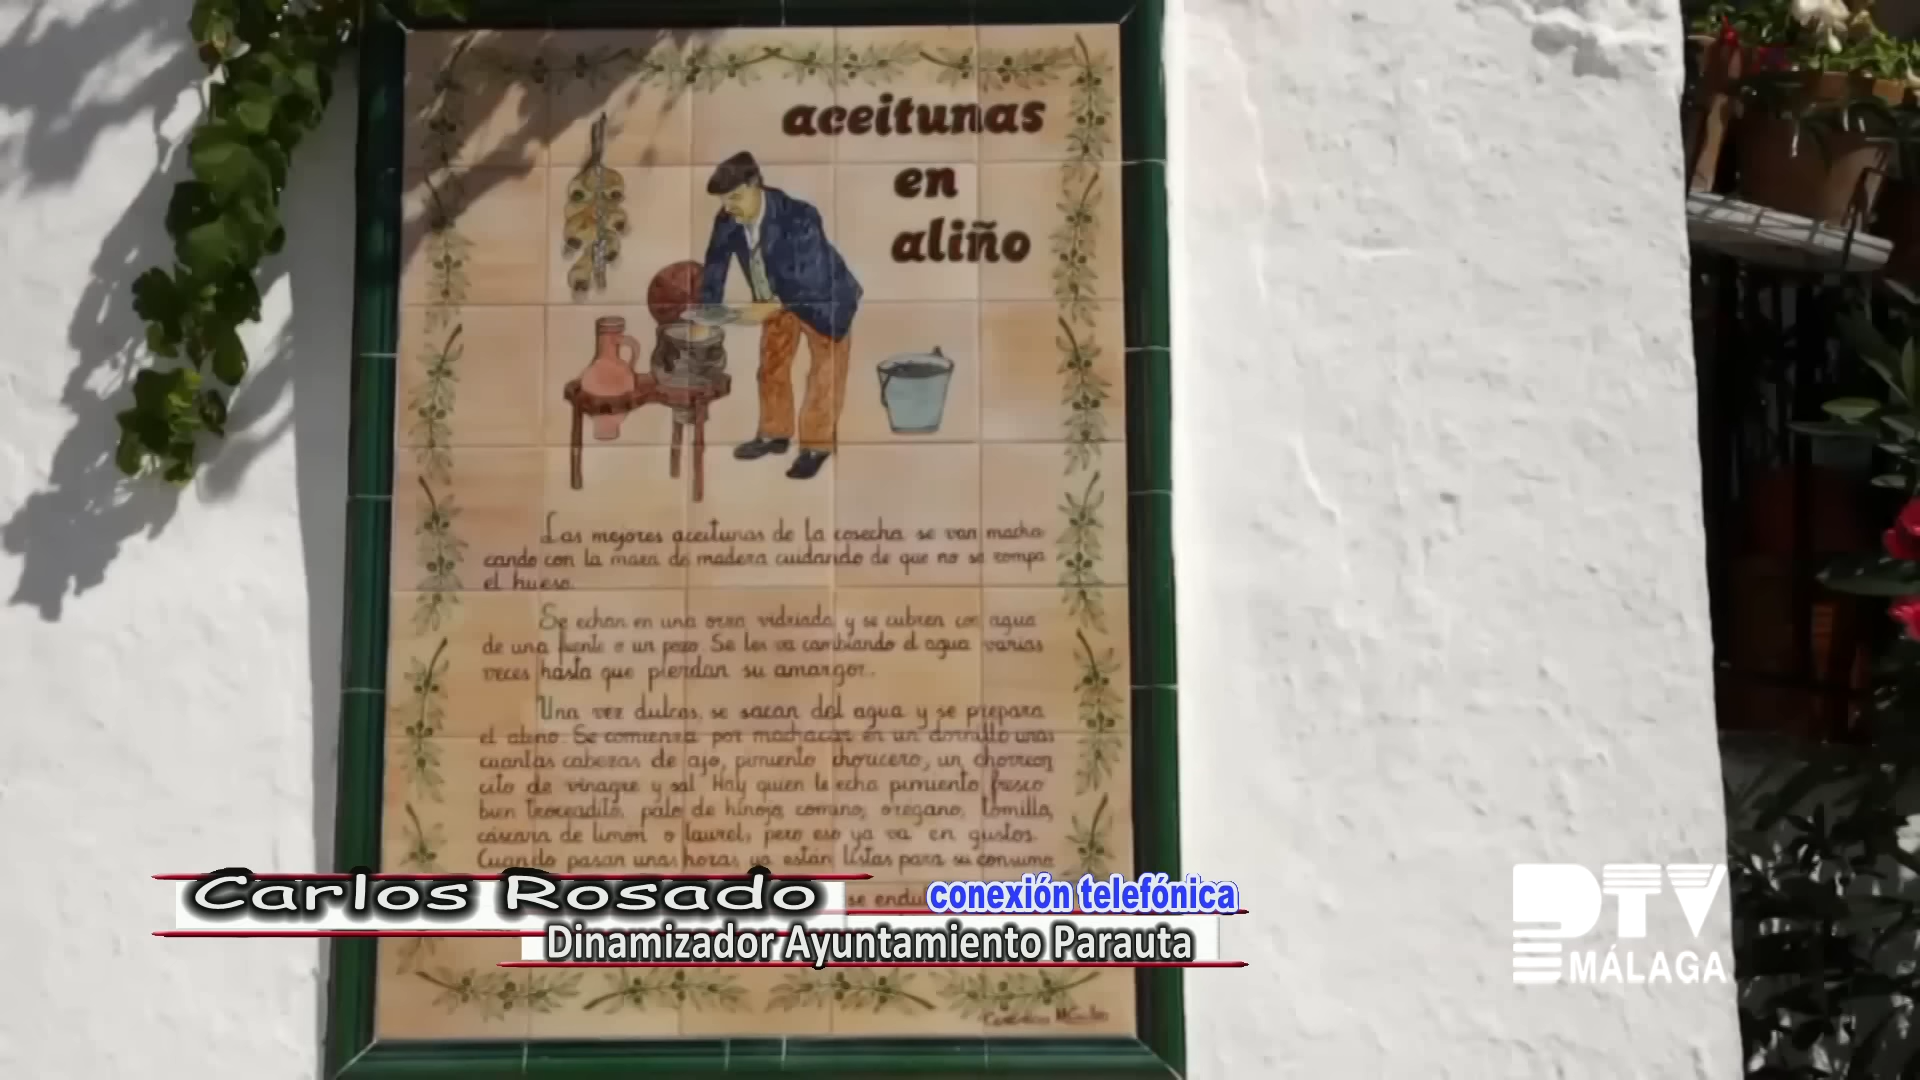 aceitunas
en
aliño
Las mejores aceitunas de la cosecha se van macha-
cando con la maza de madera cuidando de que no se rompa
el hueso.
Se echan en una orza vidriada y se cubren con agua
de una fuente o un pozo. Se les va cambiando el agua varias
veces hasta que pierdan su amargor.
Una vez dulces, se sacan del agua y se prepara
el aliño. Se comienza por machacar en un dornillo unas
cuantas cabezas de ajo, pimiento choricero, un chorreon
cito de vinagre y sal. Hay quien le echa pimiento fresco
bien troceadito, palo de hinojo, comino, oregano, tomillo,
cáscara de limon o laurel, pero eso ya va en gustos.
Cuando pasan unas horas ya están listas para su consumo
se
Carlos Rosado
conexión telefónica
Dinamizador Ayuntamiento Parauta
PTV
MÁLAGA